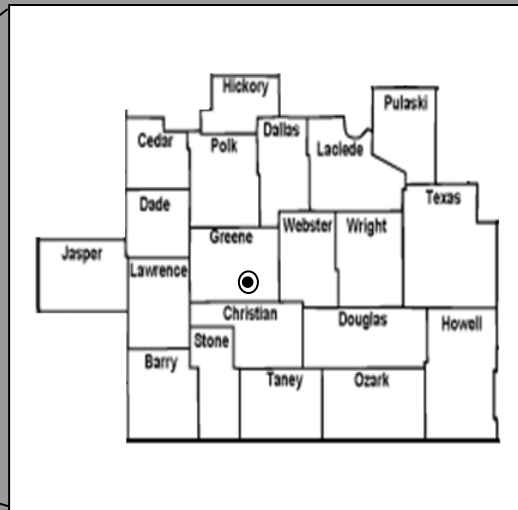 Hickory
Pulaski
Cedar
Polk
Dallas
Laclede
Dade
Texas
Greene
Webster
Wright
Jasper
Lawrence
Christian
Douglas
Howell
Stone
Barry
Taney
Ozark